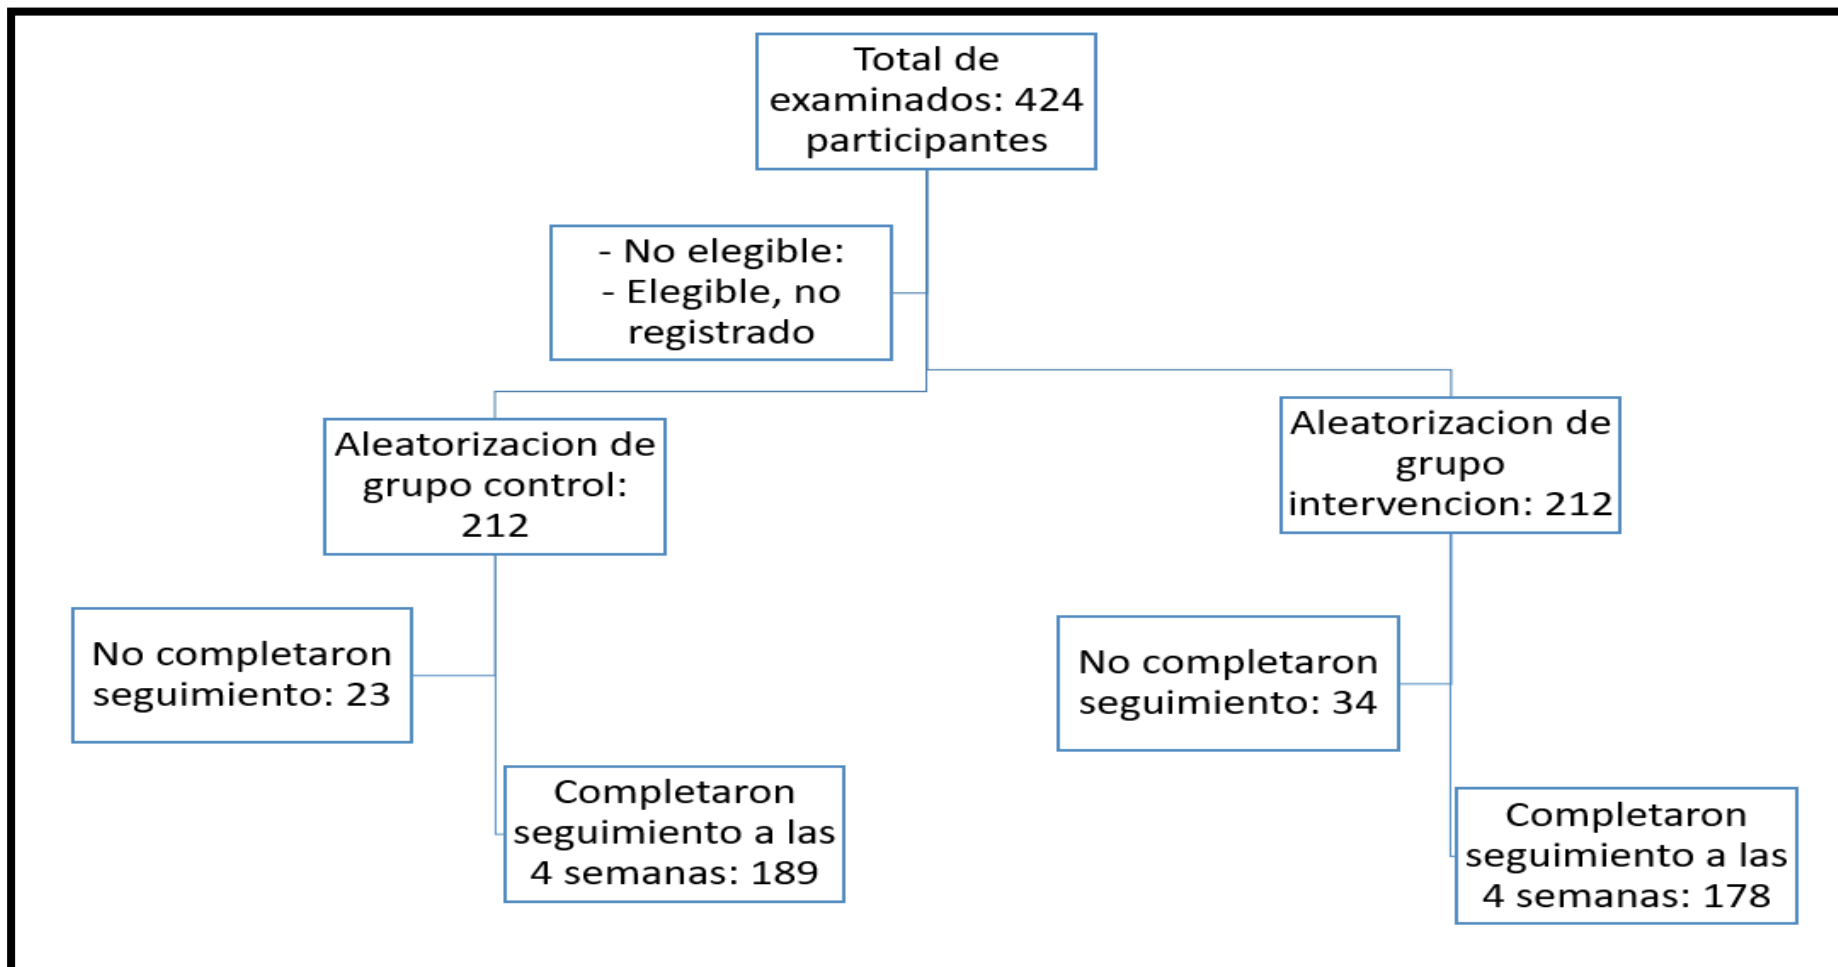 Total de
examinados: 424
participantes
- No elegible:
- Elegible, no
registrado
Aleatorizacion de
grupo control:
212
Aleatorizacion de
grupo
intervencion: 212
No completaron
seguimiento: 23
No completaron
seguimiento: 34
Completaron
seguimiento a las
4 semanas: 189
Completaron
seguimiento a las
4 semanas: 178